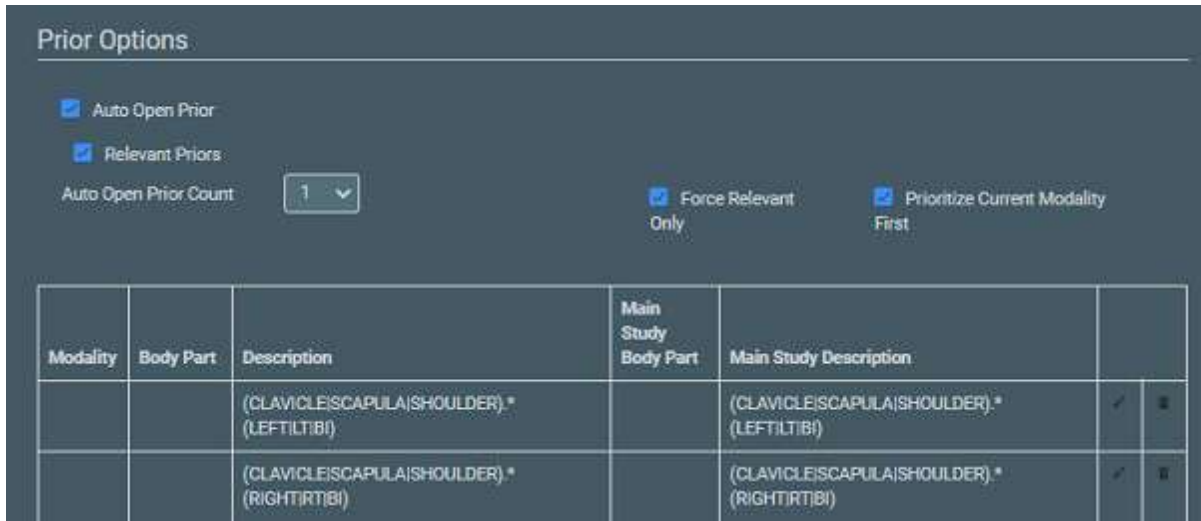 Prior Options
Auto Open Prior
Relevant Priors
Auto Open Prior Count 1
Force Relevant
Only
Prioritize Current Modality
First
Modality
Body Part
Description
Main
Study
Body Part
Main Study Description
(CLAVICLE|SCAPULA|SHOULDER).*
(LEFT|LT|BI)
(CLAVICLE|SCAPULA|SHOULDER).*
(LEFT|LT|BI)
(CLAVICLE|SCAPULA|SHOULDER).*
(RIGHT|RT|BI)
(CLAVICLE|SCAPULA|SHOULDER).*
(RIGHT|RT|BI)